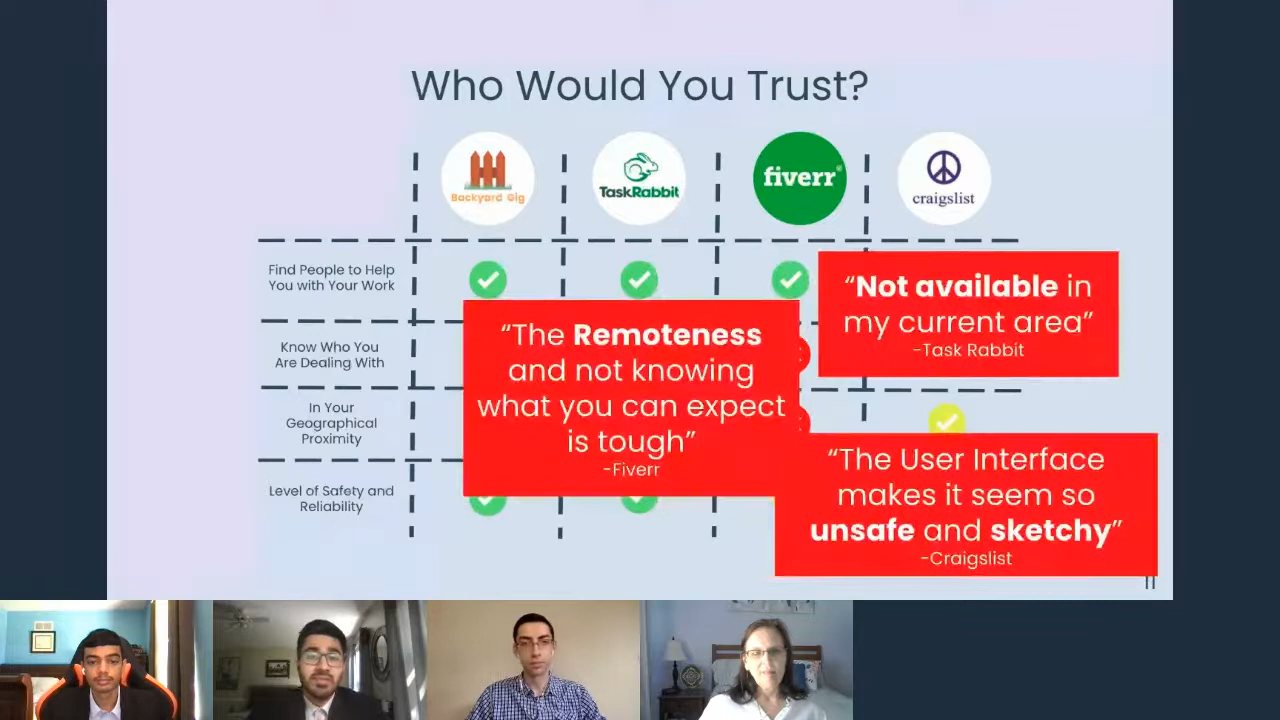 Who Would You Trust?
Backyard Gig
TaskRabbit
fiverr®
craigslist
Find People to Help
You with Your Work
Know Who You
Are Dealing With
In Your
Geographical
Proximity
Level of Safety and
Reliability
“The Remoteness
and not knowing
what you can expect
is tough”
-Fiverr
“Not available in
my current area”
-Task Rabbit
“The User Interface
makes it seem so
unsafe and sketchy”
-Craigslist
11